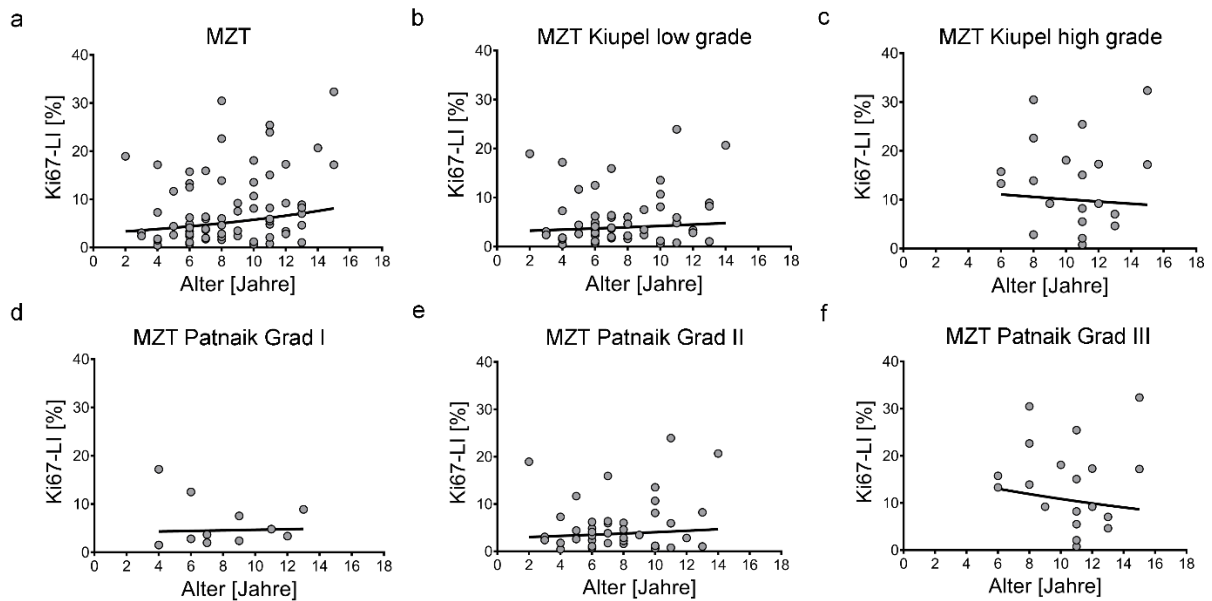 a
MZT
Ki67-LI [%]
40
30
20
10
0
0 2 4 6 8 10 12 14 16 18
Alter [Jahre]
b
MZT Kiupel low grade
Ki67-LI [%]
40
30
20
10
0
0 2 4 6 8 10 12 14 16 18
Alter [Jahre]
c
MZT Kiupel high grade
Ki67-LI [%]
40
30
20
10
0
0 2 4 6 8 10 12 14 16 18
Alter [Jahre]
d
MZT Patnaik Grad I
Ki67-LI [%]
40
30
20
10
0
0 2 4 6 8 10 12 14 16 18
Alter [Jahre]
e
MZT Patnaik Grad II
Ki67-LI [%]
40
30
20
10
0
0 2 4 6 8 10 12 14 16 18
Alter [Jahre]
f
MZT Patnaik Grad III
Ki67-LI [%]
40
30
20
10
0
0 2 4 6 8 10 12 14 16 18
Alter [Jahre]